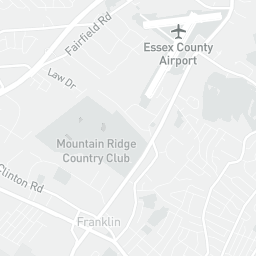 Fairfield Rd
Essex County
Airport
Law Dr
Mountain Ridge
Country Club
Clinton Rd
Franklin